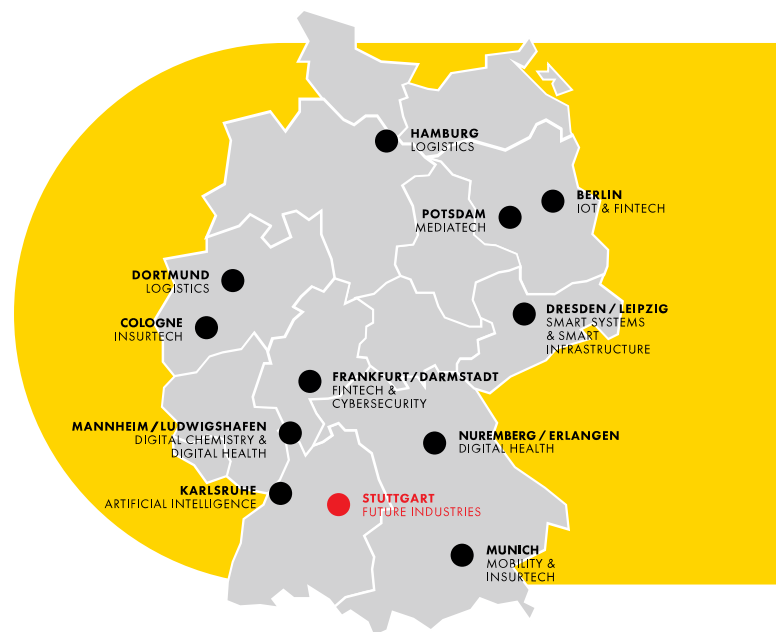 HAMBURG
LOGISTICS
BERLIN
IOT & FINTECH
POTSDAM
MEDIATECH
DORTMUND
LOGISTICS
COLOGNE
INSURTECH
DRESDEN / LEIPZIG
SMART SYSTEMS
& SMART
INFRASTRUCTURE
FRANKFURT/DARMSTADT
FINTECH &
CYBERSECURITY
MANNHEIM/LUDWIGSHAFEN
DIGITAL CHEMISTRY &
DIGITAL HEALTH
NUREMBERG / ERLANGEN
DIGITAL HEALTH
KARLSRUHE
ARTIFICIAL INTELLIGENCE
STUTTGART
FUTURE INDUSTRIES
MUNICH
MOBILITY &
INSURTECH